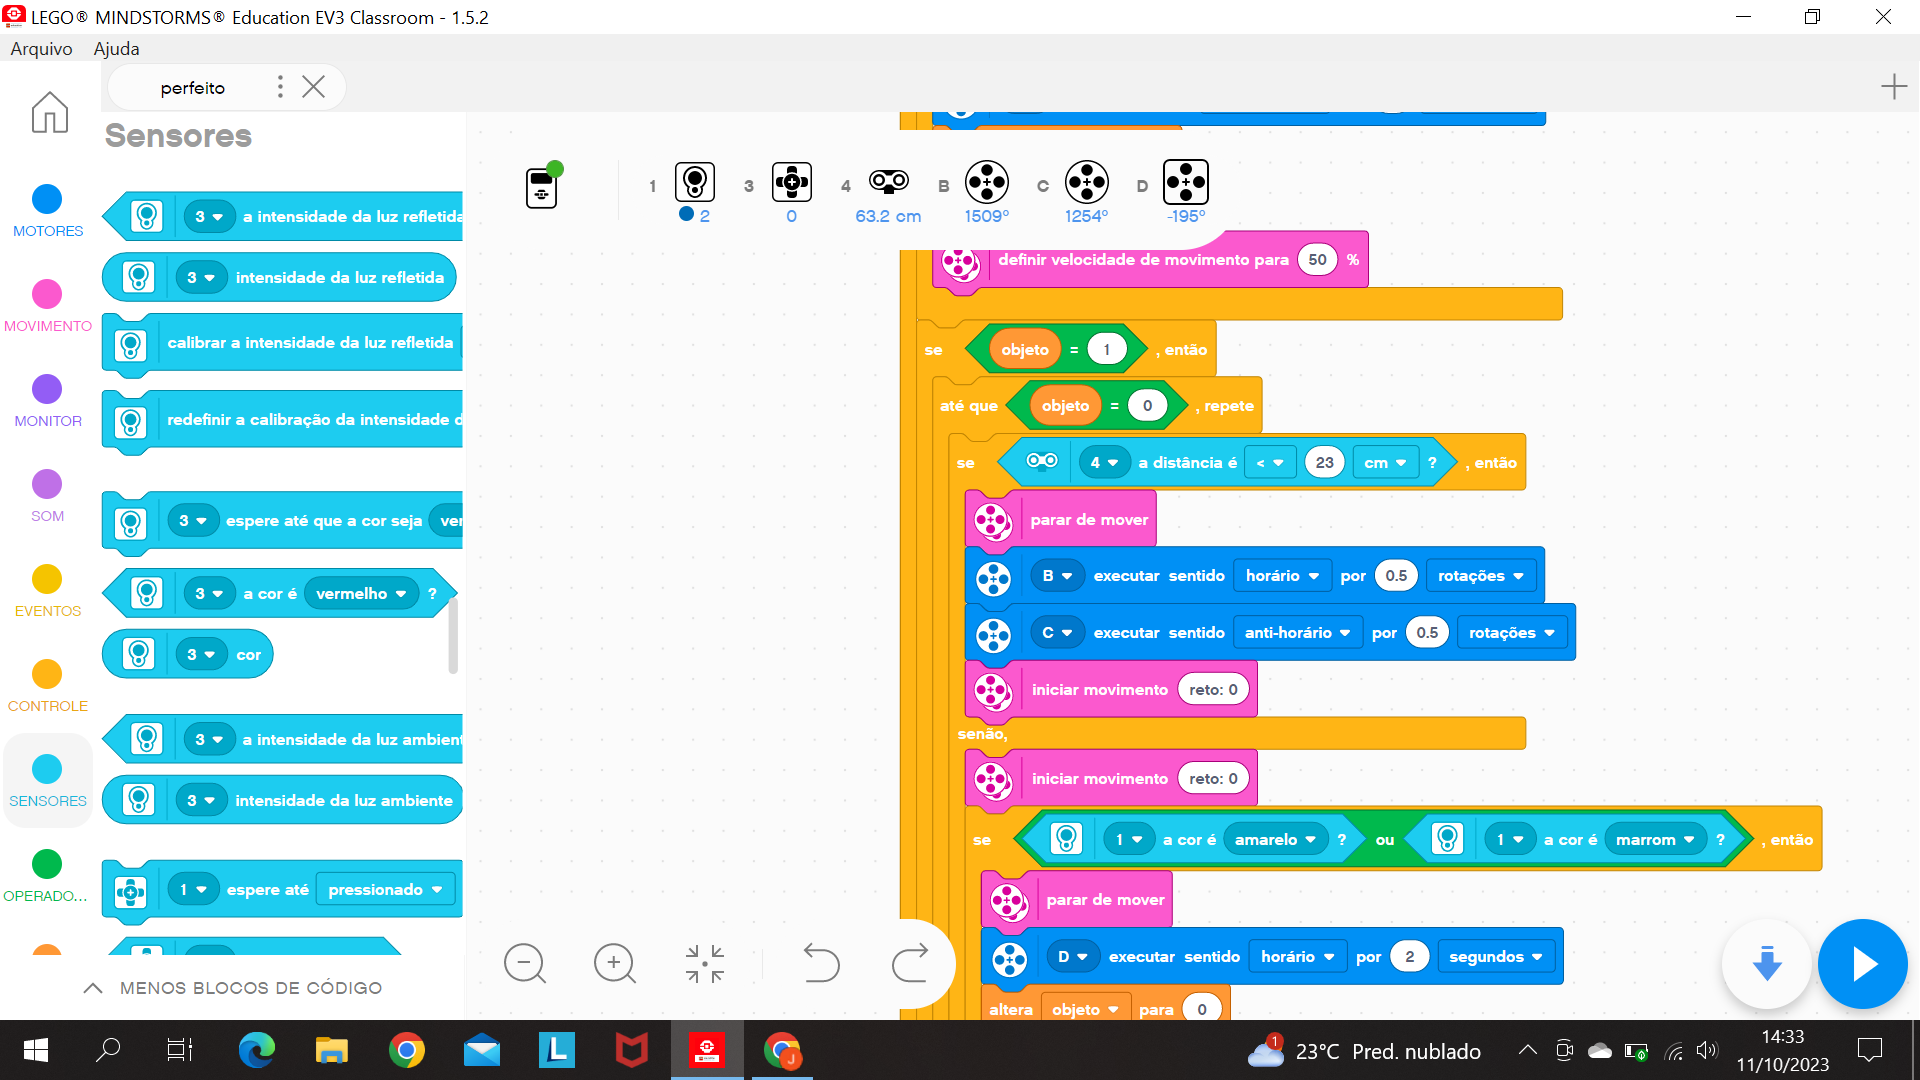 LEGO® MINDSTORMS® Education EV3 Classroom - 1.5.2
Arquivo Ajuda
perfeito
Sensores
MOTORES
MOVIMENTO
MONITOR
SOM
EVENTOS
CONTROLE
SENSORES
OPERADO...
3 a intensidade da luz refletida
3 intensidade da luz refletida
calibrar a intensidade da luz refletida
redefinir a calibração da intensidade d
3 espere até que a cor seja ver
3 a cor é vermelho ?
3 cor
3 a intensidade da luz ambient
3 intensidade da luz ambiente
1 espere até pressionado
MENOS BLOCOS DE CÓDIGO
1 3 4 B C D
2 0 63.2 cm 1509° 1254° -195°
definir velocidade de movimento para 50 %
se objeto = 1 , então
até que objeto = 0 , repete
se 4 a distância é < 23 cm ? , então
parar de mover
B executar sentido horário por 0.5 rotações
C executar sentido anti-horário por 0.5 rotações
iniciar movimento reto: 0
senão,
iniciar movimento reto: 0
se 1 a cor é amarelo ? ou 1 a cor é marrom ? , então
parar de mover
D executar sentido horário por 2 segundos
altera objeto para 0
L
J
1
23°C Pred. nublado
14:33
11/10/2023